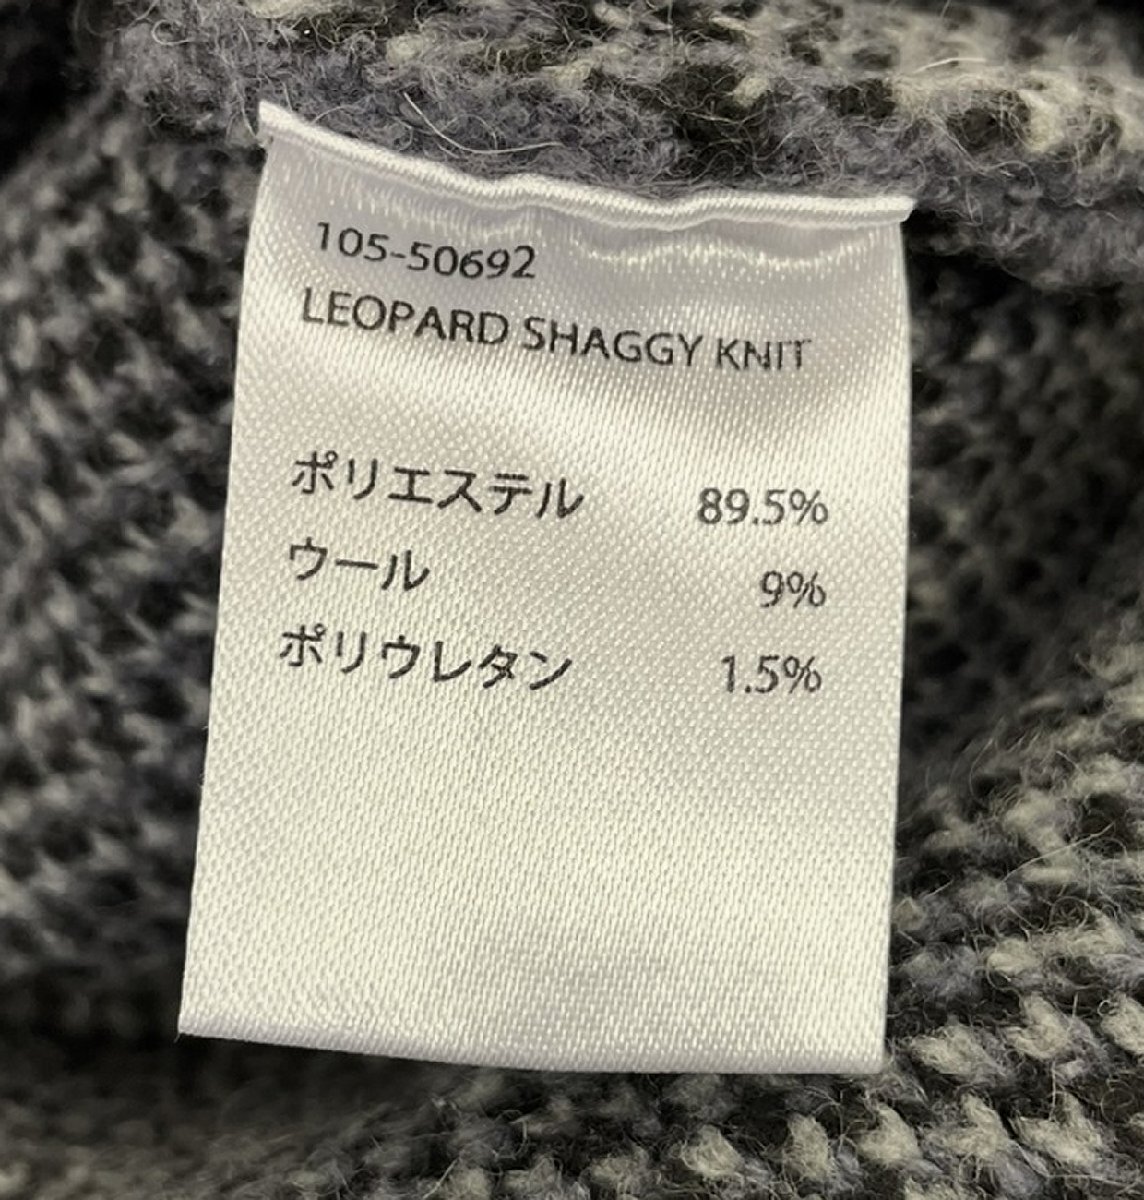 105-50692
LEOPARD SHAGGY KNIT
ポリエステル 89.5%
ウール 9%
ポリウレタン 1.5%